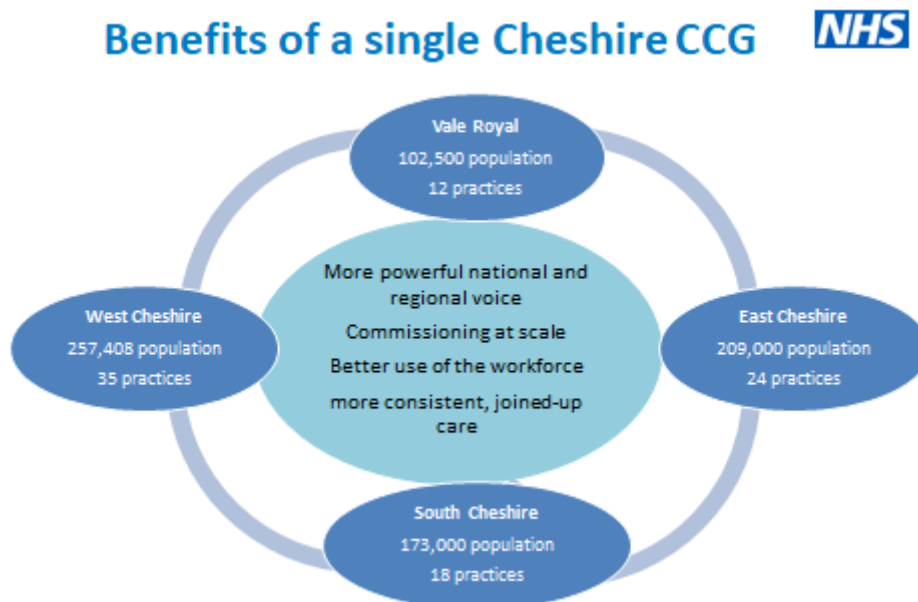 Benefits of a single Cheshire CCG
NHS
Vale Royal
102,500 population
12 practices
More powerful national and
regional voice
Commissioning at scale
Better use of the workforce
more consistent, joined-up
care
West Cheshire
257,408 population
35 practices
East Cheshire
209,000 population
24 practices
South Cheshire
173,000 population
18 practices